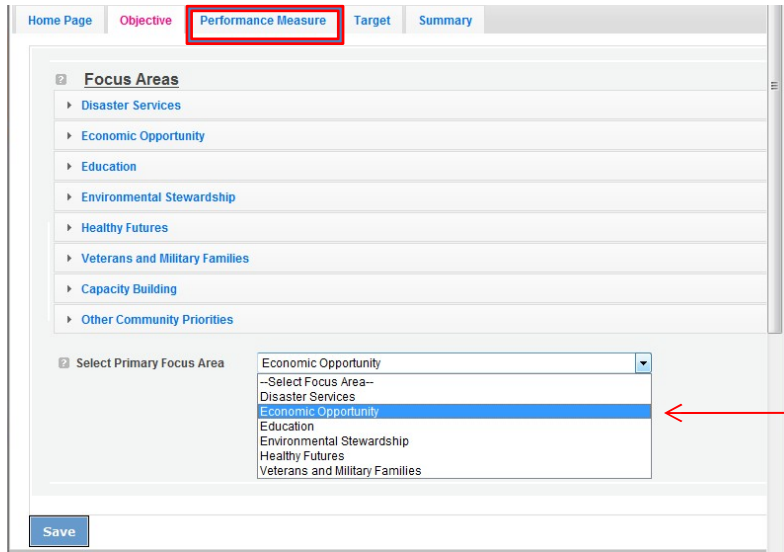 Home Page Objective Performance Measure Target Summary
Focus Areas
Disaster Services
Economic Opportunity
Education
Environmental Stewardship
Healthy Futures
Veterans and Military Families
Capacity Building
Other Community Priorities
Select Primary Focus Area Economic Opportunity
--Select Focus Area--
Disaster Services
Economic Opportunity
Education
Environmental Stewardship
Healthy Futures
Veterans and Military Families
Save